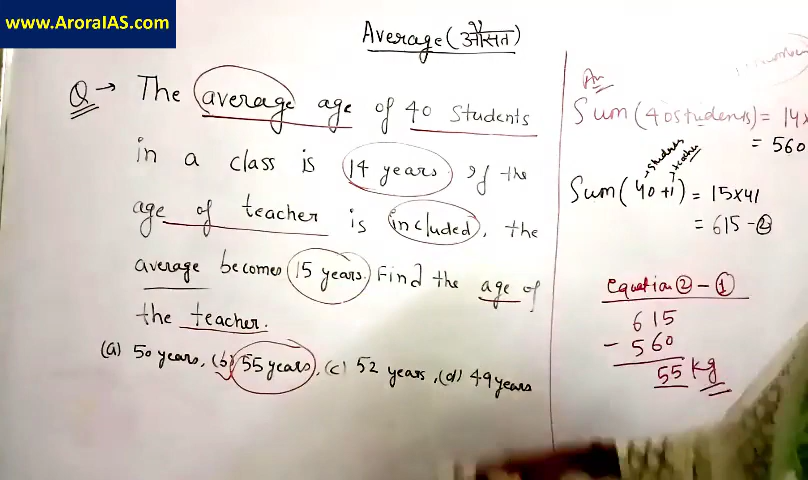 www.AroraIAS.com
Average (औसत)
Q → The average age of 40 students
in a class is 14 years If the
age of teacher is included, the
average becomes 15 years. Find the age of
the teacher.
(a) 50 years, (b) 55 years, (c) 52 years, (d) 49 years
An
Sum (40 students) = 14×
= 560
students
teacher
Sum (40+1) = 15×41
= 615 - ②
equation ② - ①
615
- 560
55 kg